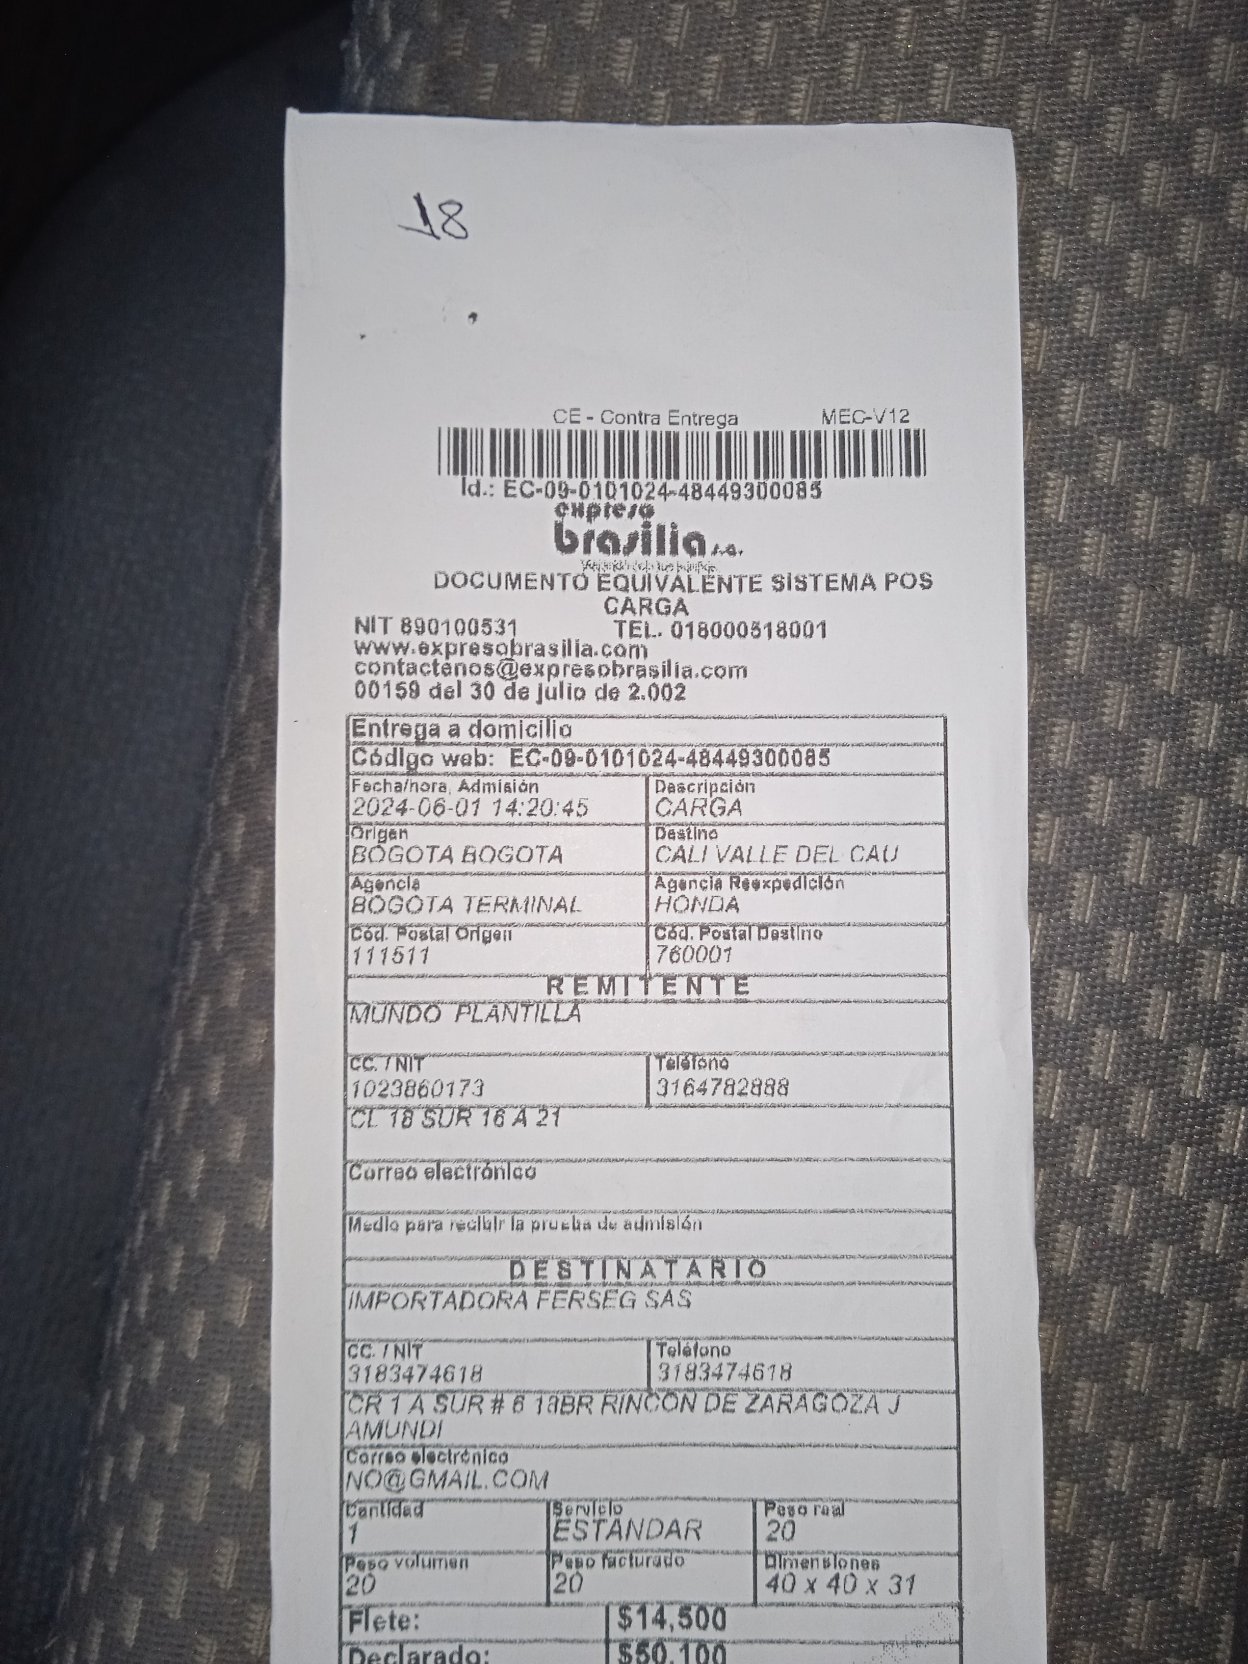 18
CE - Contra Entrega MEC-V12
Id.: EC-09-0101024-48449300085
expreso
brasilia s.a.
DOCUMENTO EQUIVALENTE SISTEMA POS
CARGA
NIT 890100531 TEL. 018000518001
www.expresobrasilia.com
contactenos@expresobrasilia.com
00159 del 30 de julio de 2.002
Entrega a domicilio
Código web: EC-09-0101024-48449300085
Fecha/hora, Admisión Descripción
2024-06-01 14:20:45 CARGA
Origen Destino
BOGOTA BOGOTA CALI VALLE DEL CAU
Agencia Agencia Reexpedición
BOGOTA TERMINAL HONDA
Cód. Postal Origen Cód. Postal Destino
111511 760001
REMITENTE
MUNDO PLANTILLA
CC. / NIT Teléfono
1023860173 3164782888
CL 18 SUR 16 A 21
Correo electrónico
Medio para recibir la prueba de admisión
DESTINATARIO
IMPORTADORA FERSEG SAS
CC. / NIT Teléfono
3183474618 3183474618
CR 1 A SUR # 6 RINCON DE ZARAGOZA J
AMUNDI
Correo electrónico
NO@GMAIL.COM
Cantidad Servicio Peso real
1 ESTANDAR 20
Peso volumen Peso facturado Dimensiones
20 20 40 x 40 x 31
Flete: $14,500
Declarado: $50,100